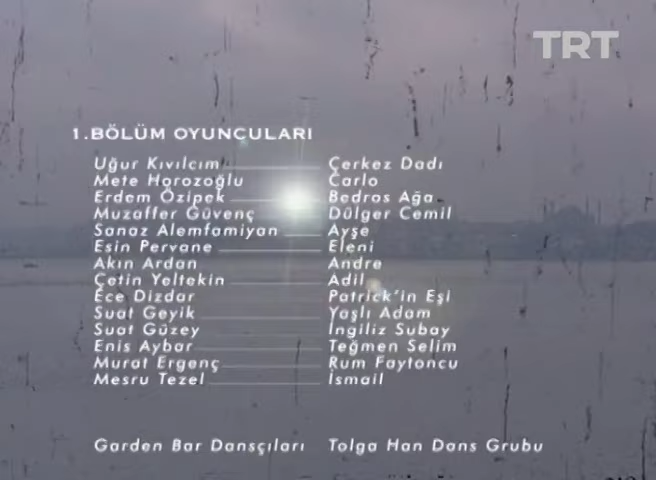 TRT
1.BÖLÜM OYUNCULARI
Uğur Kıvılcım Çerkez Dadı
Mete Horozoğlu Carlo
Erdem Özipek Bedros Ağa
Muzaffer Güvenç Dülger Cemil
Sanaz Alemfamiyan Ayşe
Esin Pervane Eleni
Akın Ardan Andre
Çetin Yeltekin Adil
Ece Dizdar Patrick'in Eşi
Suat Geyik Yaşlı Adam
Suat Güzey İngiliz Subay
Enis Aybar Teğmen Selim
Murat Ergenç Rum Faytoncu
Mesru Tezel İsmail
Garden Bar Dansçıları Tolga Han Dans Grubu